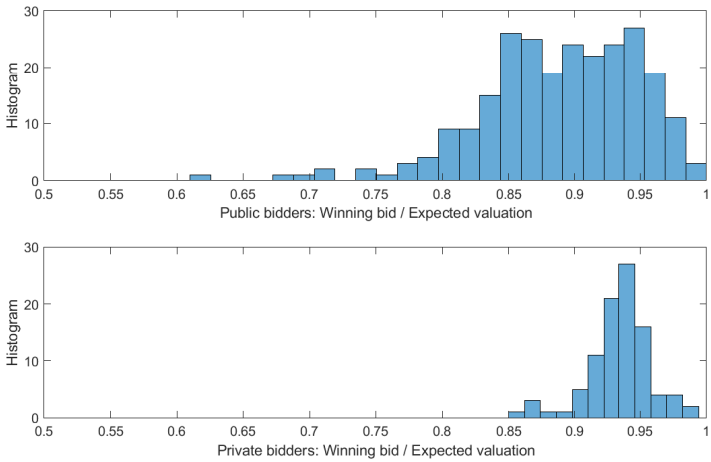 30
20
10
0
Histogram
0.5 0.55 0.6 0.65 0.7 0.75 0.8 0.85 0.9 0.95 1
Public bidders: Winning bid / Expected valuation
30
20
10
0
Histogram
0.5 0.55 0.6 0.65 0.7 0.75 0.8 0.85 0.9 0.95 1
Private bidders: Winning bid / Expected valuation